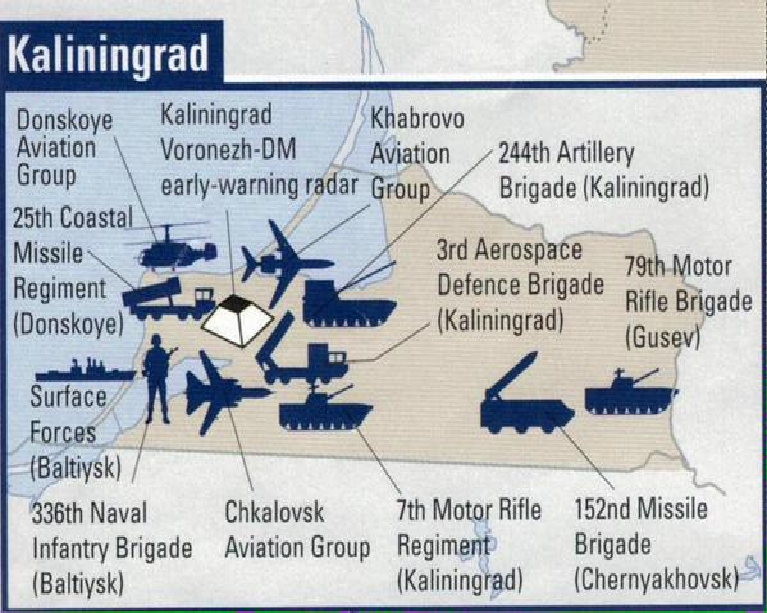 Kaliningrad
Donskoye
Aviation
Group
Kaliningrad
Voronezh-DM
early-warning radar
Khabrovo
Aviation
Group
244th Artillery
Brigade (Kaliningrad)
25th Coastal
Missile
Regiment
(Donskoye)
3rd Aerospace
Defence Brigade
(Kaliningrad)
79th Motor
Rifle Brigade
(Gusev)
Surface
Forces
(Baltiysk)
336th Naval
Infantry Brigade
(Baltiysk)
Chkalovsk
Aviation Group
7th Motor Rifle
Regiment
(Kaliningrad)
152nd Missile
Brigade
(Chernyakhovsk)